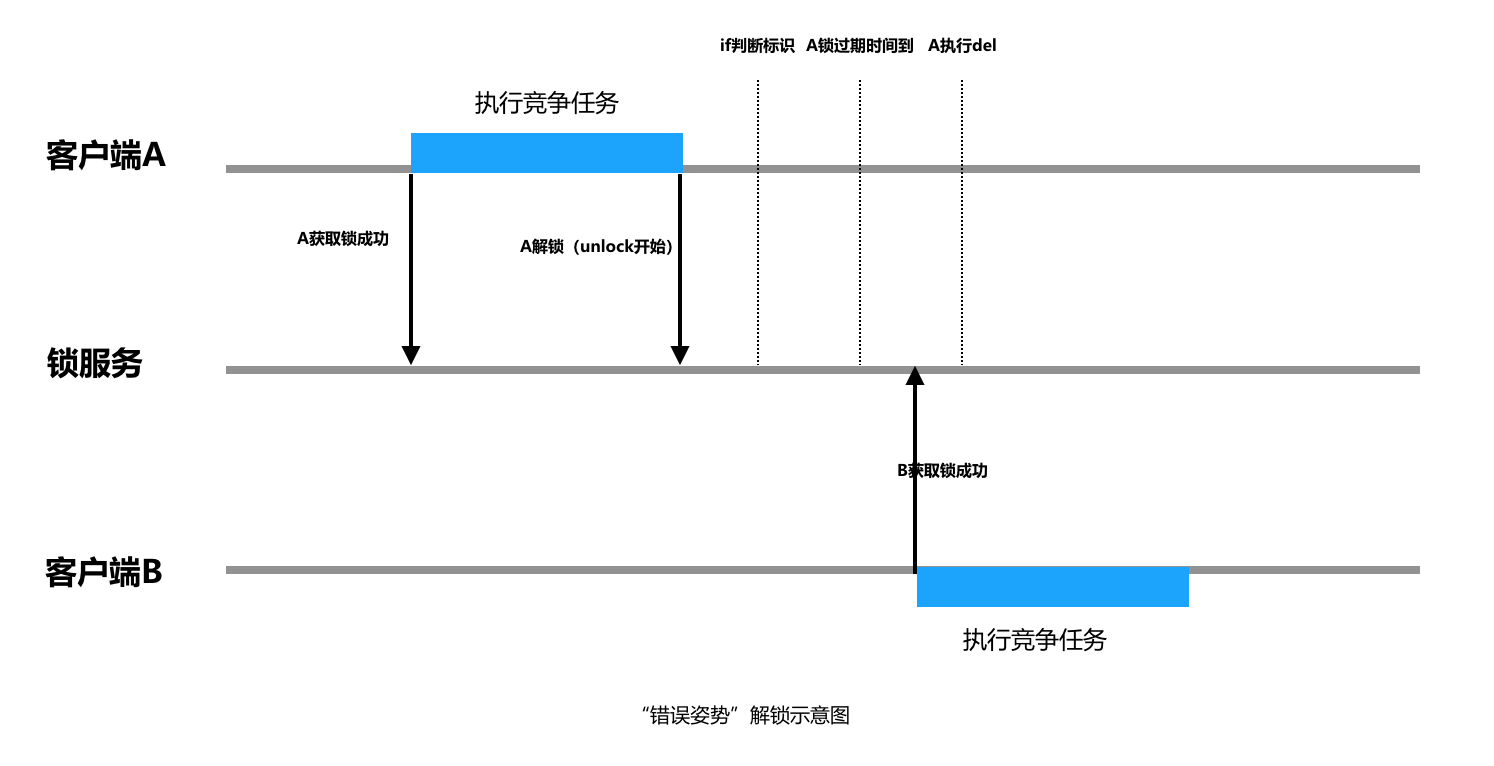 if判断标识 A锁过期时间到 A执行del
执行竞争任务
客户端A
A获取锁成功
A解锁（unlock开始）
锁服务
B获取锁成功
客户端B
执行竞争任务
“错误姿势”解锁示意图